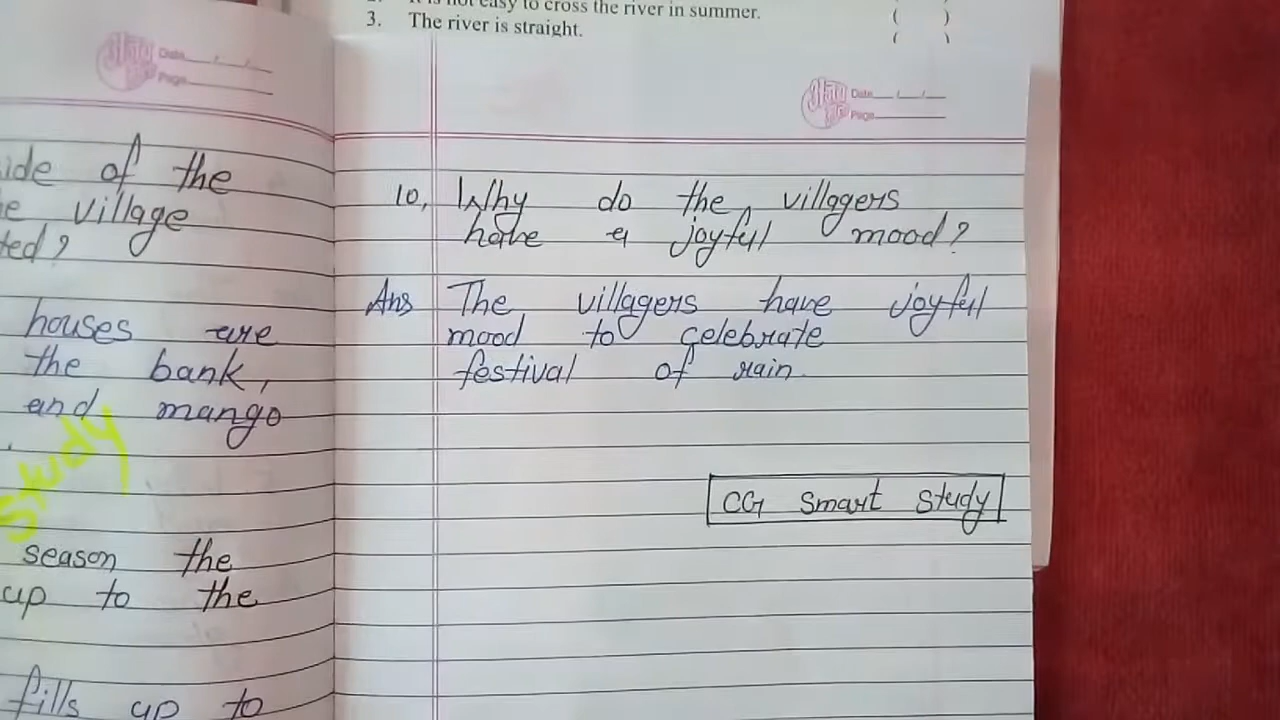 It is not easy to cross the river in summer. ( )
3. The river is straight. ( )
Date
Page
ide of the
e village
ted?
houses are
the bank,
and mango
Study
season the
up to the
fills up to
Date
Page
10, Why do the villagers
have a joyful mood?
Ans The villagers have joyful
mood to celebrate
festival of rain.
CG Smart Study